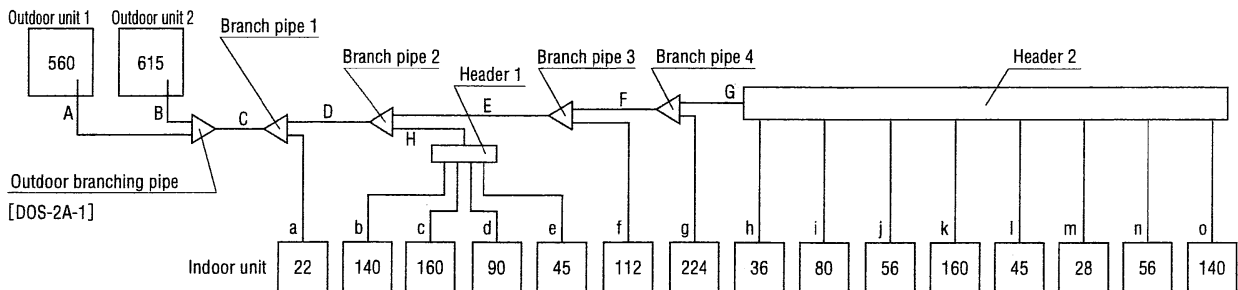 Outdoor unit 1 Outdoor unit 2
Branch pipe 1
Branch pipe 2
Header 1
Branch pipe 3
Branch pipe 4
Header 2
560 615
A B C D E F G
H
Outdoor branching pipe
[DOS-2A-1]
a b c d e f g h i j k l m n o
Indoor unit 22 140 160 90 45 112 224 36 80 56 160 45 28 56 140